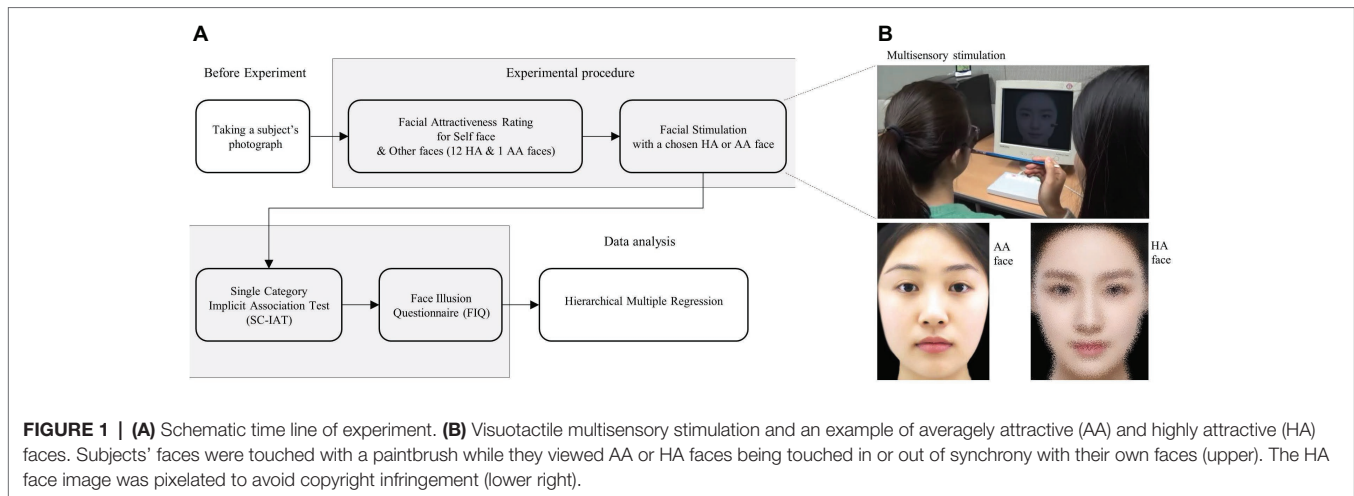 A
B
Multisensory stimulation
Before Experiment
Experimental procedure
Taking a subject's
photograph
Facial Attractiveness Rating
for Self face
& Other faces (12 HA & 1 AA faces)
Facial Stimulation
with a chosen HA or AA face
Data analysis
Single Category
Implicit Association Test
(SC-IAT)
Face Illusion
Questionnaire (FIQ)
Hierarchical Multiple Regression
AA
face
HA
face
FIGURE 1 | (A) Schematic time line of experiment. (B) Visuotactile multisensory stimulation and an example of averagely attractive (AA) and highly attractive (HA)
faces. Subjects' faces were touched with a paintbrush while they viewed AA or HA faces being touched in or out of synchrony with their own faces (upper). The HA
face image was pixelated to avoid copyright infringement (lower right).